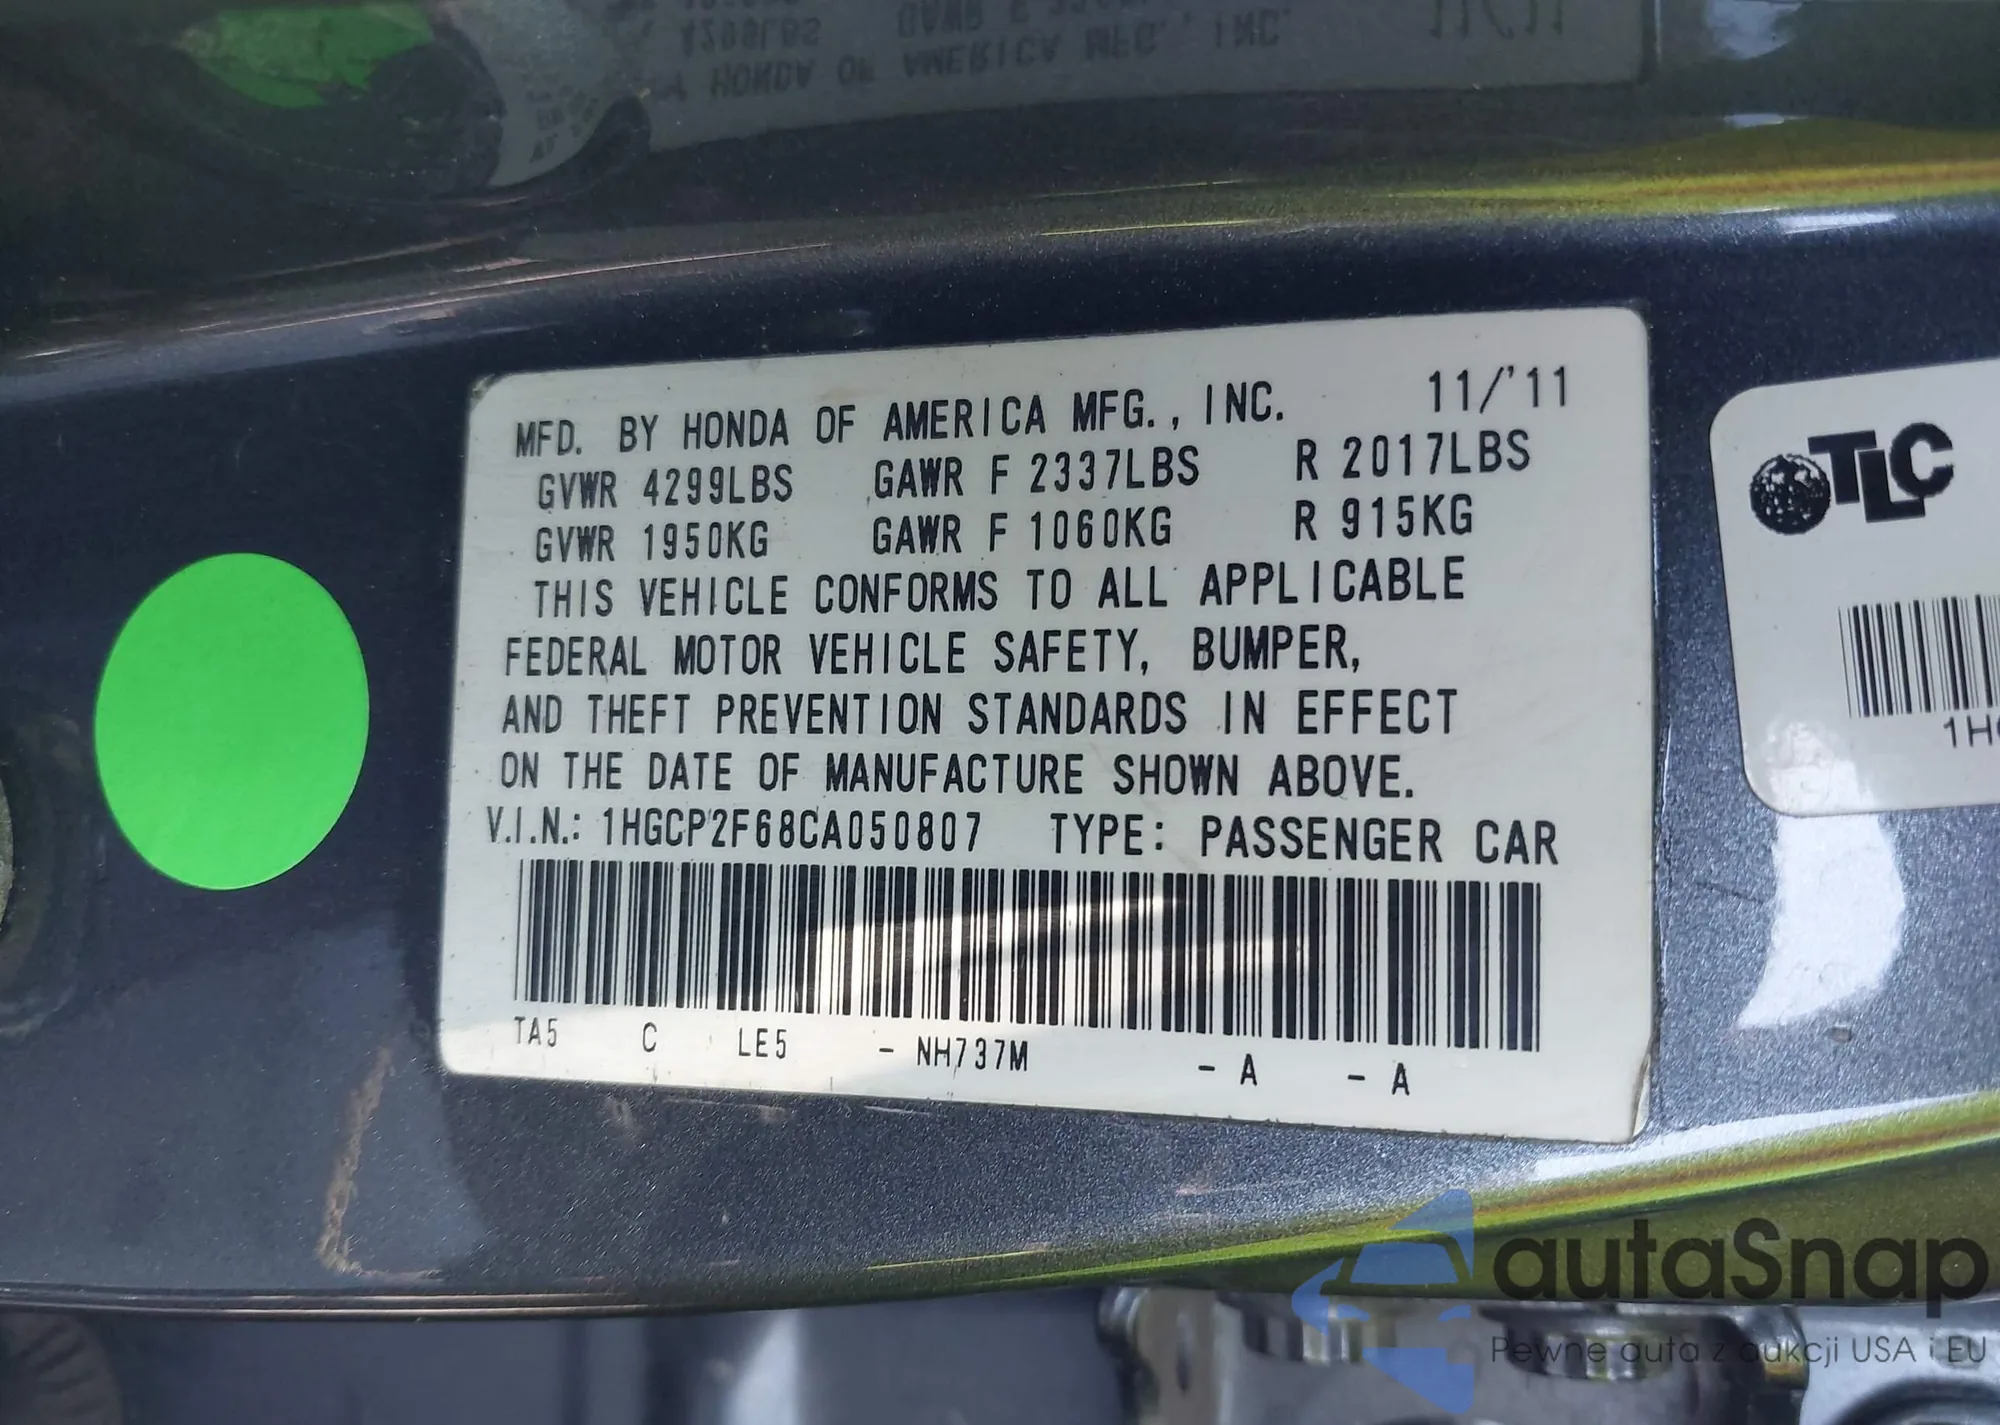 MFD. BY HONDA OF AMERICA MFG., INC. 11/'11
GVWR 4299LBS GAWR F 2337LBS R 2017LBS
GVWR 1950KG GAWR F 1060KG R 915KG
THIS VEHICLE CONFORMS TO ALL APPLICABLE
FEDERAL MOTOR VEHICLE SAFETY, BUMPER,
AND THEFT PREVENTION STANDARDS IN EFFECT
ON THE DATE OF MANUFACTURE SHOWN ABOVE.
V.I.N.: 1HGCP2F68CA050807 TYPE: PASSENGER CAR
TA5 C LE5 - NH737M - A - A
TLC
autoSnap
Pewne auta z aukcji USA i EU